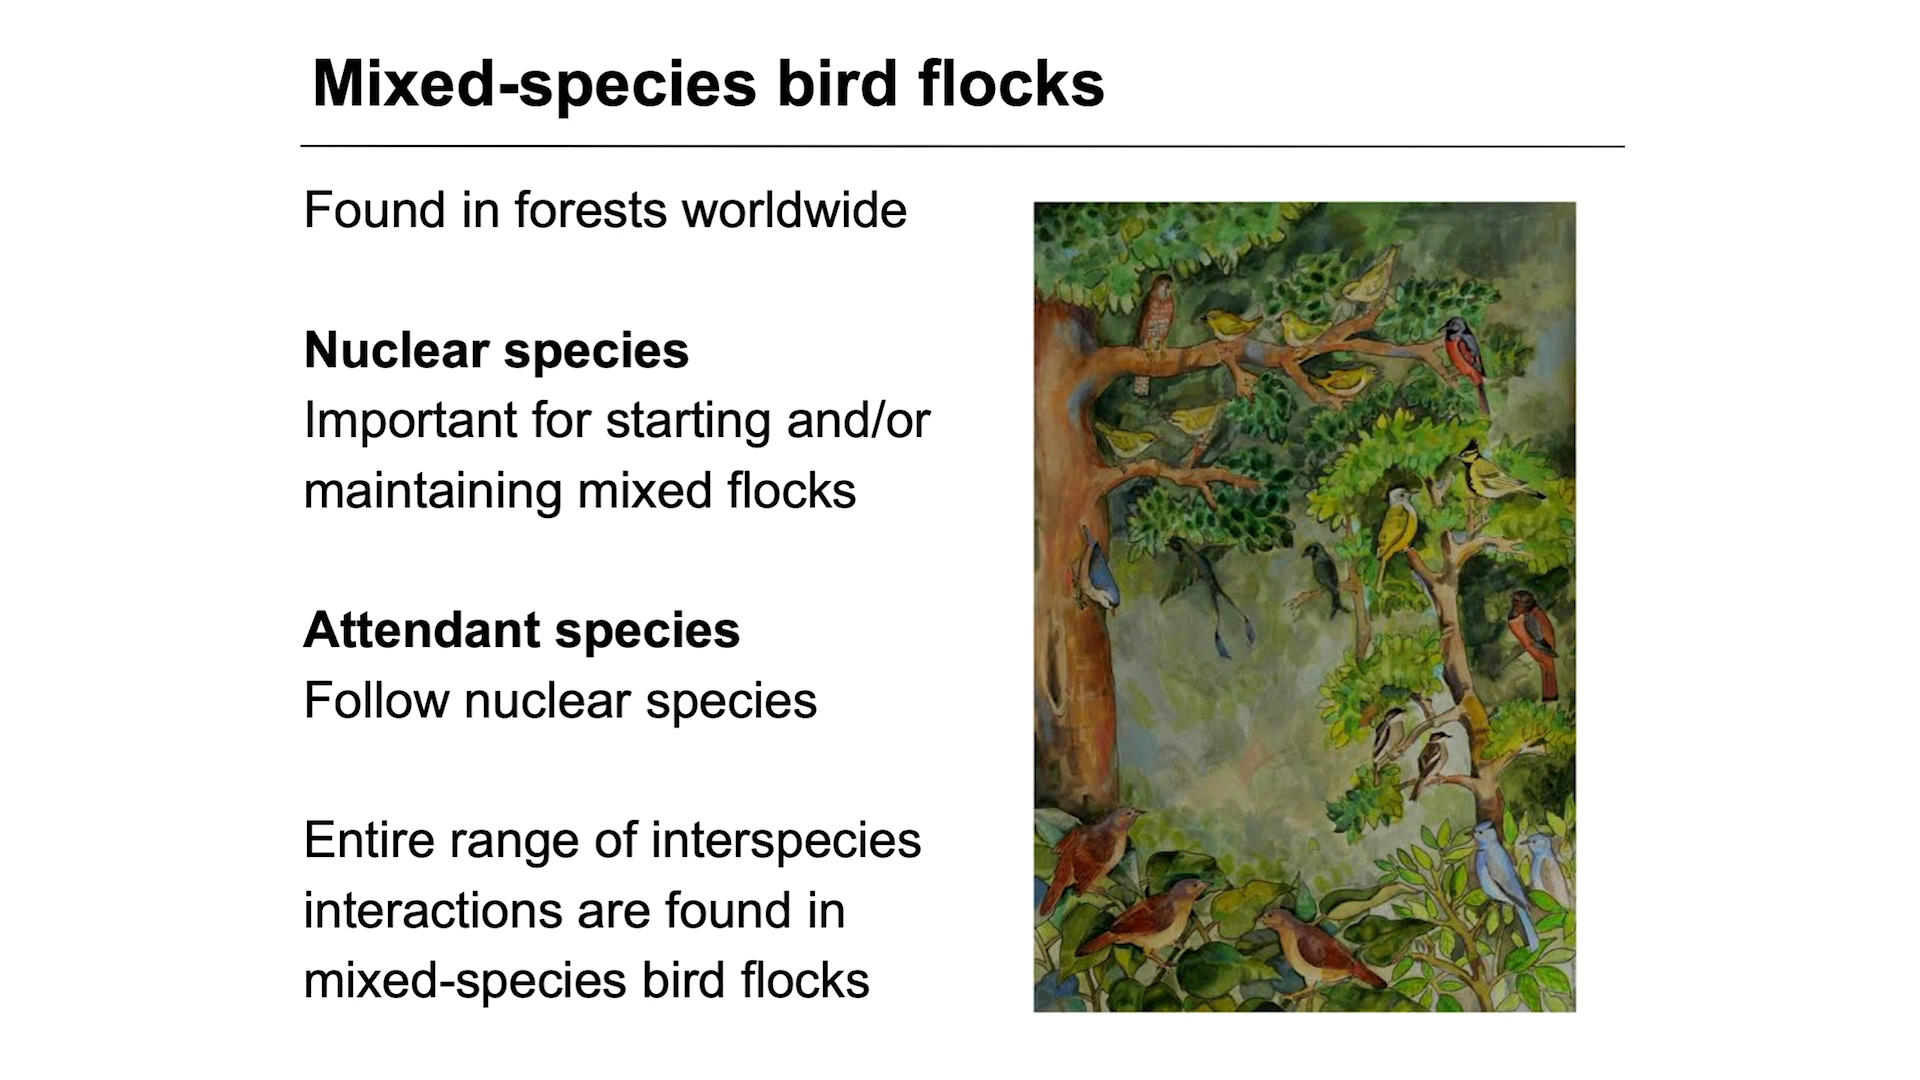 Mixed-species bird flocks
Found in forests worldwide
Nuclear species
Important for starting and/or
maintaining mixed flocks
Attendant species
Follow nuclear species
Entire range of interspecies
interactions are found in
mixed-species bird flocks